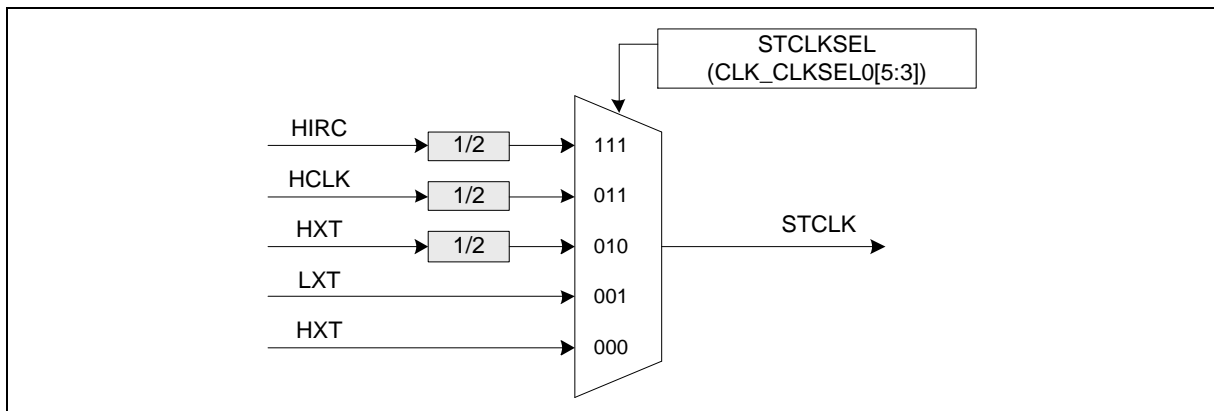 STCLKSEL
(CLK_CLKSEL0[5:3])
HIRC
1/2
111
HCLK
1/2
011
HXT
1/2
010
STCLK
LXT
001
HXT
000